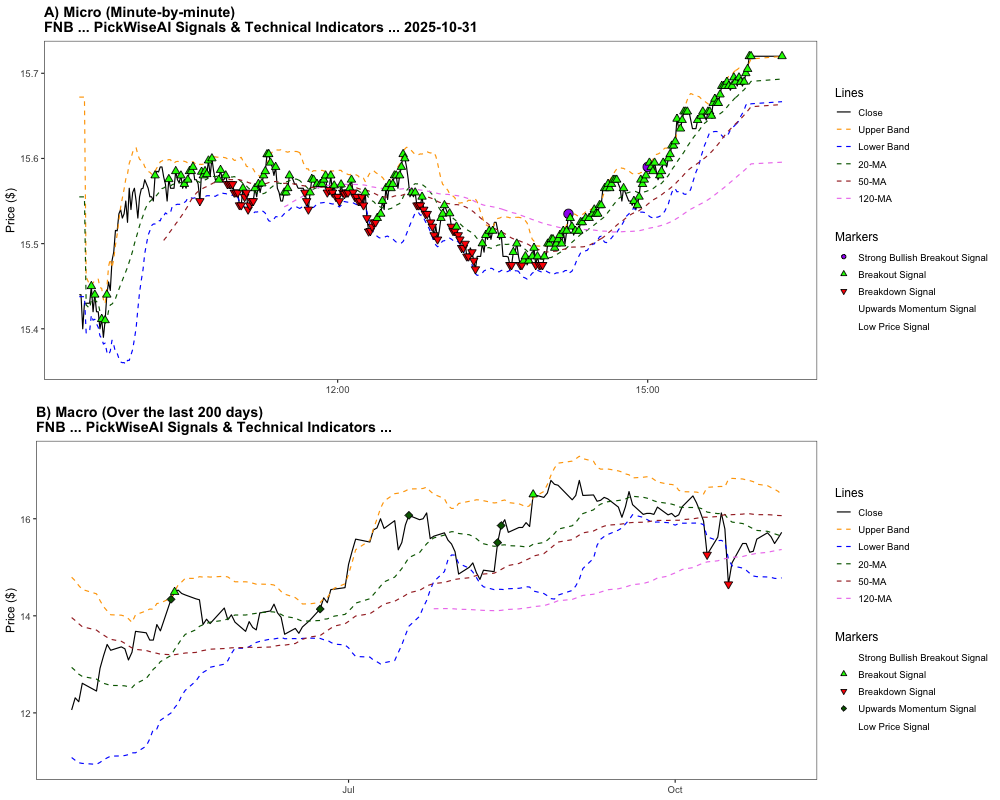 A) Micro (Minute-by-minute)
FNB ... PickWiseAI Signals & Technical Indicators ... 2025-10-31
15.7
15.6
15.5
15.4
Price ($)
12:00
15:00
Lines
Close
Upper Band
Lower Band
20-MA
50-MA
120-MA
Markers
Strong Bullish Breakout Signal
Breakout Signal
Breakdown Signal
Upwards Momentum Signal
Low Price Signal
B) Macro (Over the last 200 days)
FNB ... PickWiseAI Signals & Technical Indicators ...
16
14
12
Price ($)
Jul
Oct
Lines
Close
Upper Band
Lower Band
20-MA
50-MA
120-MA
Markers
Strong Bullish Breakout Signal
Breakout Signal
Breakdown Signal
Upwards Momentum Signal
Low Price Signal